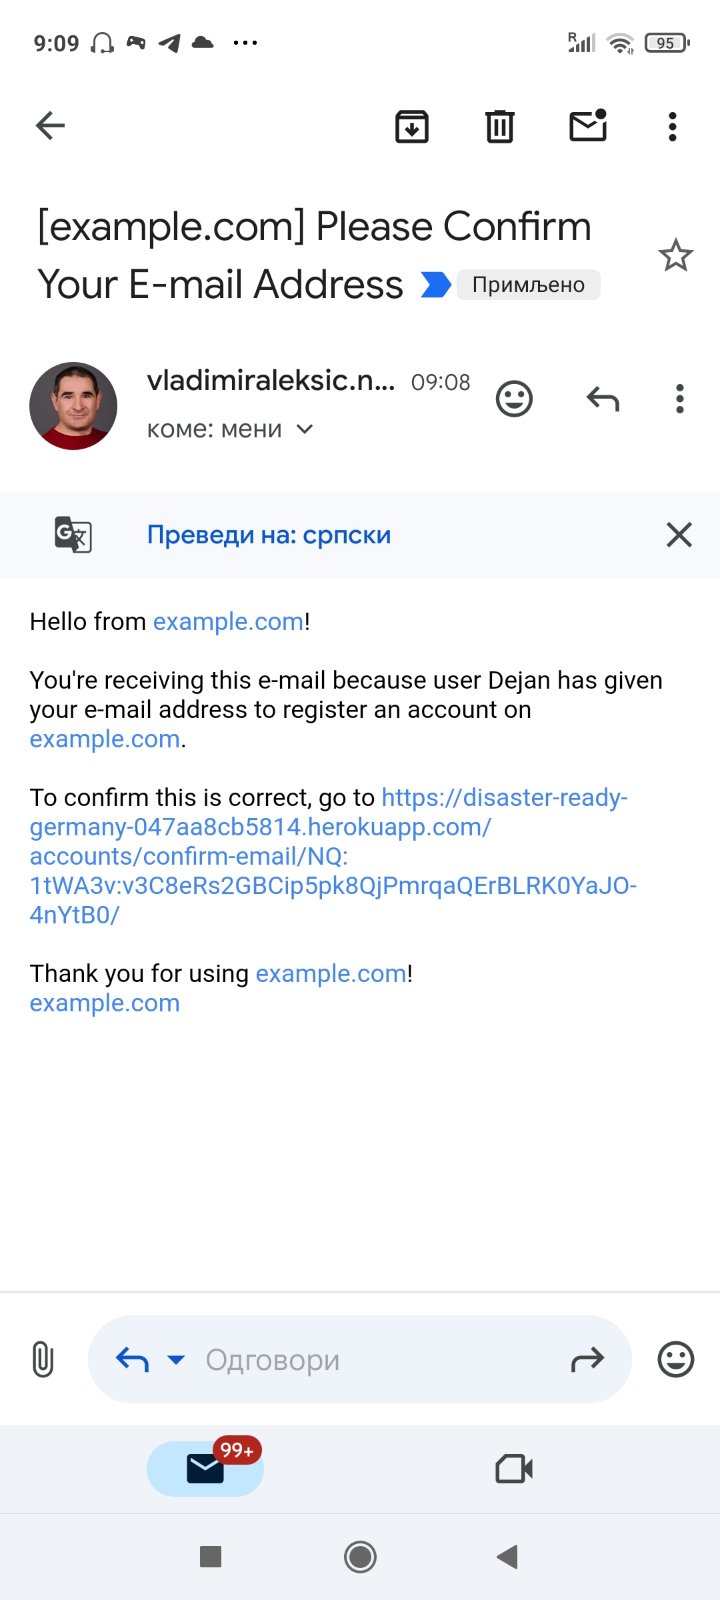 9:09
R
95
[example.com] Please Confirm
Your E-mail Address
Примљено
vladimiraleksic.n... 09:08
коме: мени
G
Преведи на: српски
Hello from example.com!
You're receiving this e-mail because user Dejan has given
your e-mail address to register an account on
example.com.
To confirm this is correct, go to https://disaster-ready-
germany-047aa8cb5814.herokuapp.com/
accounts/confirm-email/NQ:
1tWA3v:v3C8eRs2GBCip5pk8QjPmrqaQErBLRK0YaJO-
4nYtB0/
Thank you for using example.com!
example.com
Одговори
99+